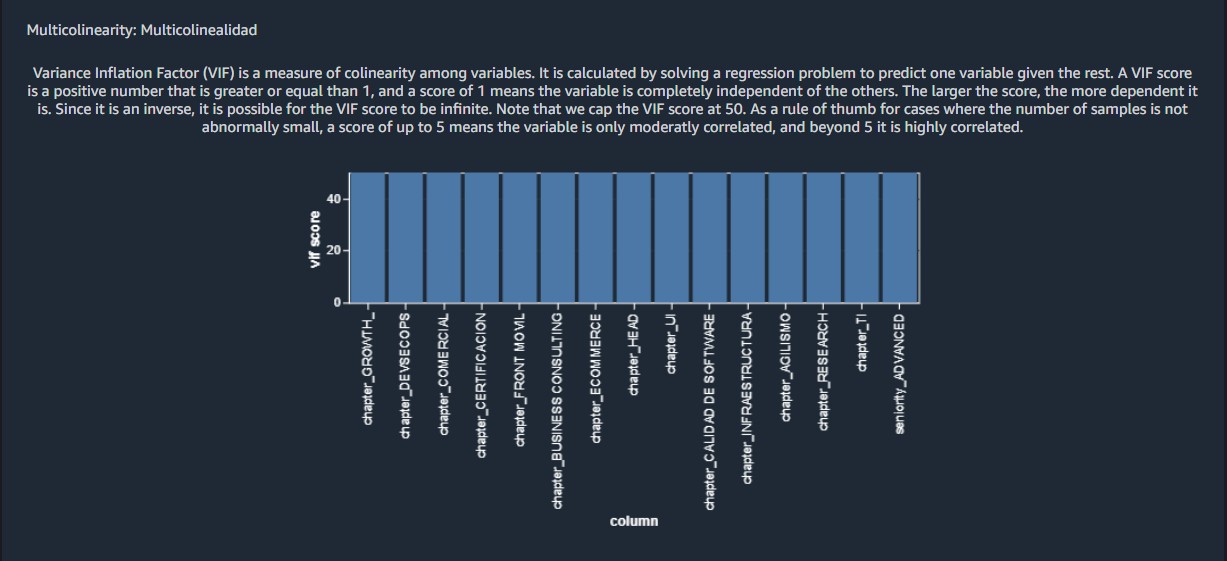 Multicolinearity: Multicolinealidad
Variance Inflation Factor (VIF) is a measure of colinearity among variables. It is calculated by solving a regression problem to predict one variable given the rest. A VIF score
is a positive number that is greater or equal than 1, and a score of 1 means the variable is completely independent of the others. The larger the score, the more dependent it
is. Since it is an inverse, it is possible for the VIF score to be infinite. Note that we cap the VIF score at 50. As a rule of thumb for cases where the number of samples is not
abnormally small, a score of up to 5 means the variable is only moderatly correlated, and beyond 5 it is highly correlated.
vif score
40
20
0
chapter_GROWTH_
chapter_DEVSECOPS
chapter_COMERCIAL
chapter_CERTIFICACION
chapter_FRONT MOVIL
chapter_BUSINESS CONSULTING
chapter_ECOMMERCE
chapter_HEAD
chapter_UI
chapter_CALIDAD DE SOFTWARE
chapter_INFRAESTRUCTURA
chapter_AGILISMO
chapter_RESEARCH
chapter_TI
seniority_ADVANCED
column